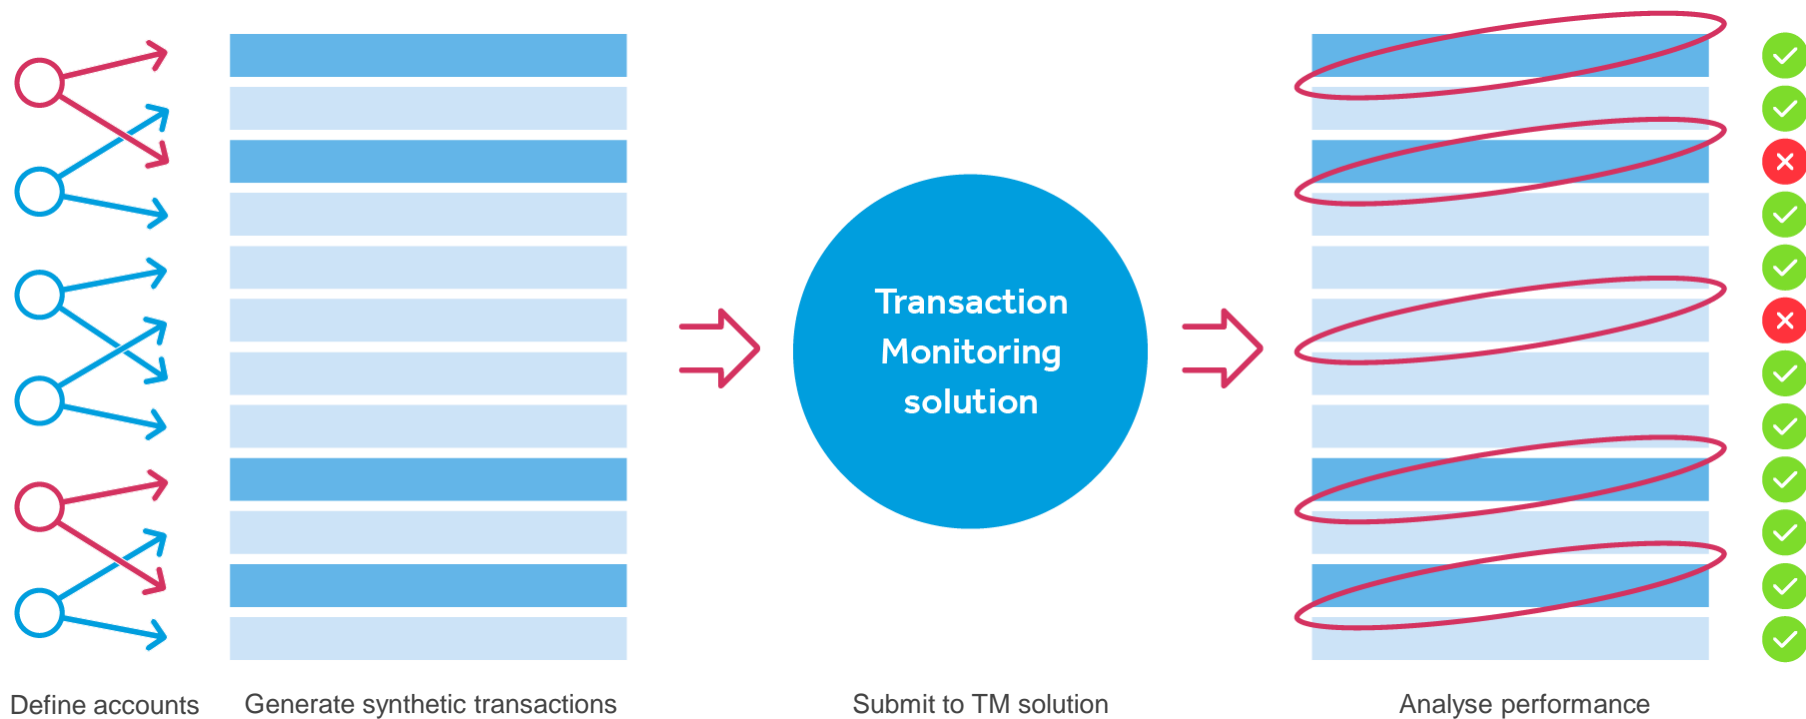 Transaction
Monitoring
solution
Define accounts
Generate synthetic transactions
Submit to TM solution
Analyse performance